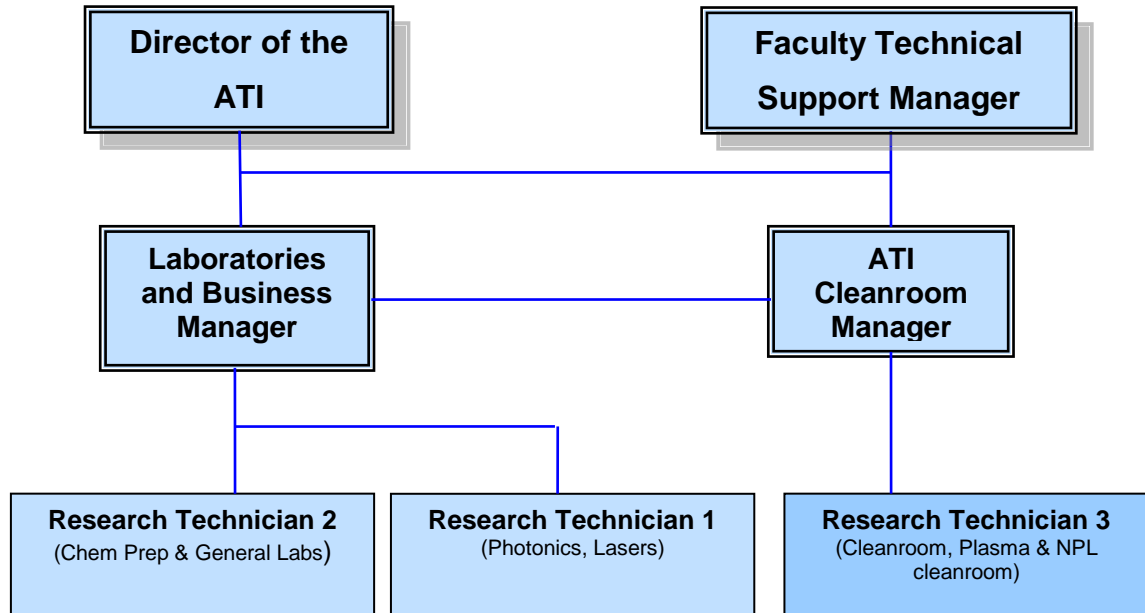 Director of the
ATI
Faculty Technical
Support Manager
Laboratories
and Business
Manager
ATI
Cleanroom
Manager
Research Technician 2
(Chem Prep & General Labs)
Research Technician 1
(Photonics, Lasers)
Research Technician 3
(Cleanroom, Plasma & NPL
cleanroom)